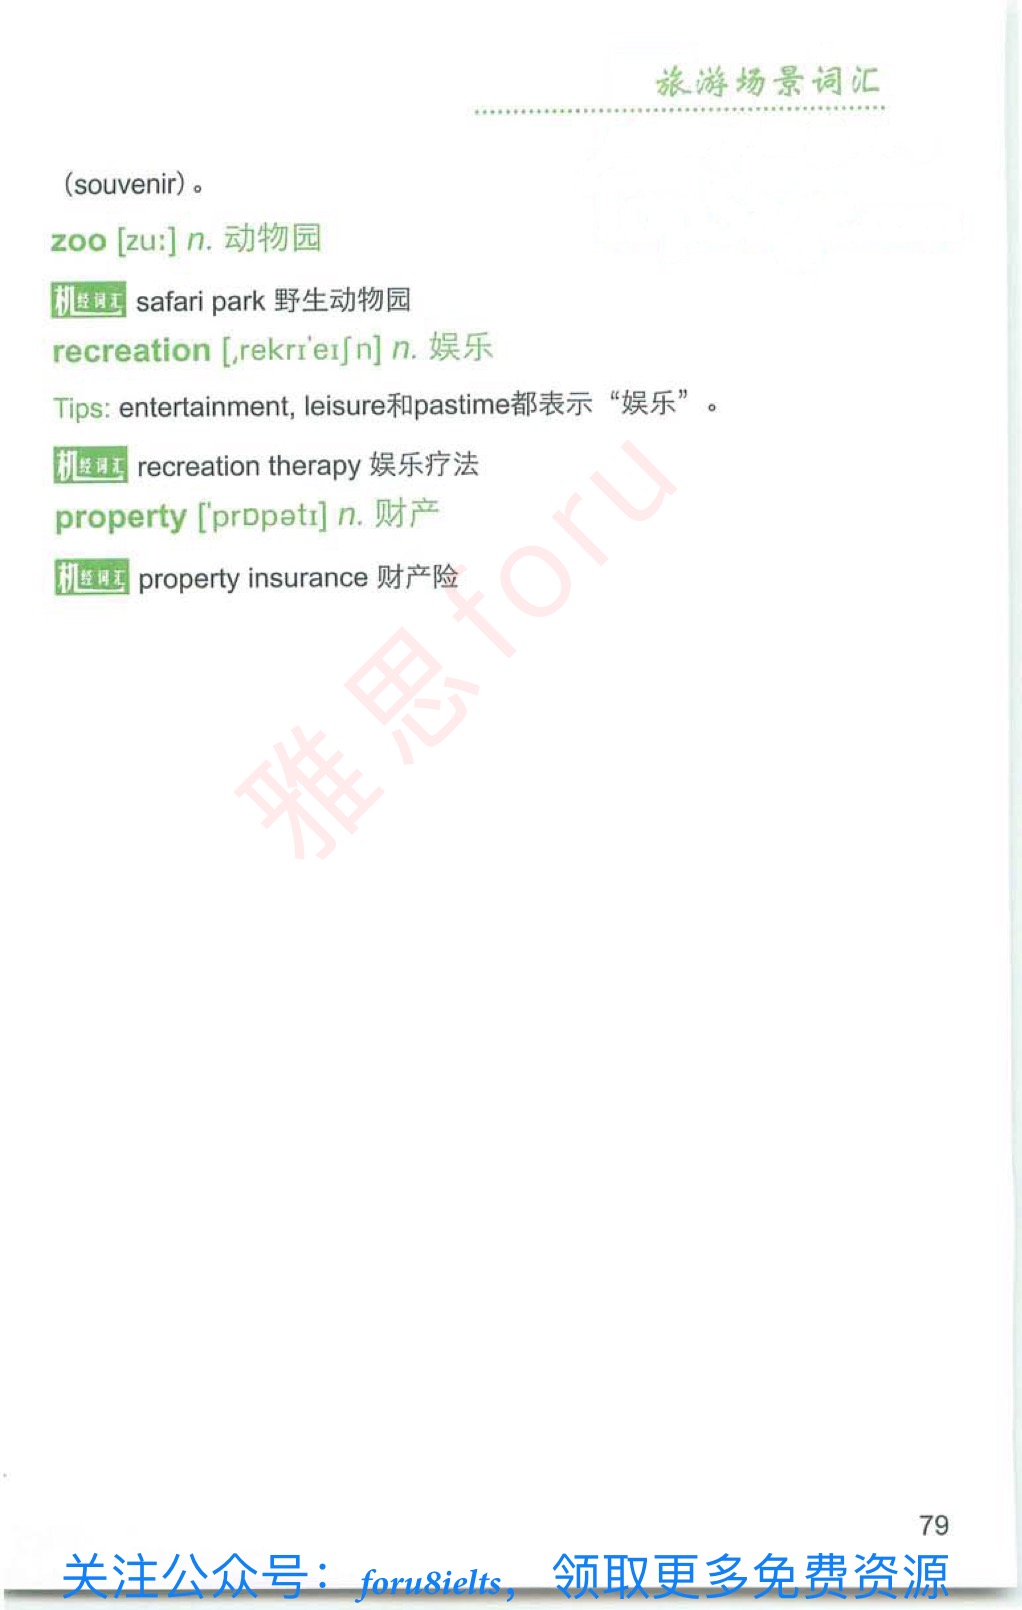 旅游场景词汇
（souvenir）。
zoo [zuː] n. 动物园
机经词汇 safari park 野生动物园
recreation [ˌrekrɪˈeɪʃn] n. 娱乐
Tips: entertainment, leisure和pastime都表示“娱乐”。
机经词汇 recreation therapy 娱乐疗法
property [ˈprɒpətɪ] n. 财产
机经词汇 property insurance 财产险
雅思foru
79
关注公众号：foru8ielts，领取更多免费资源